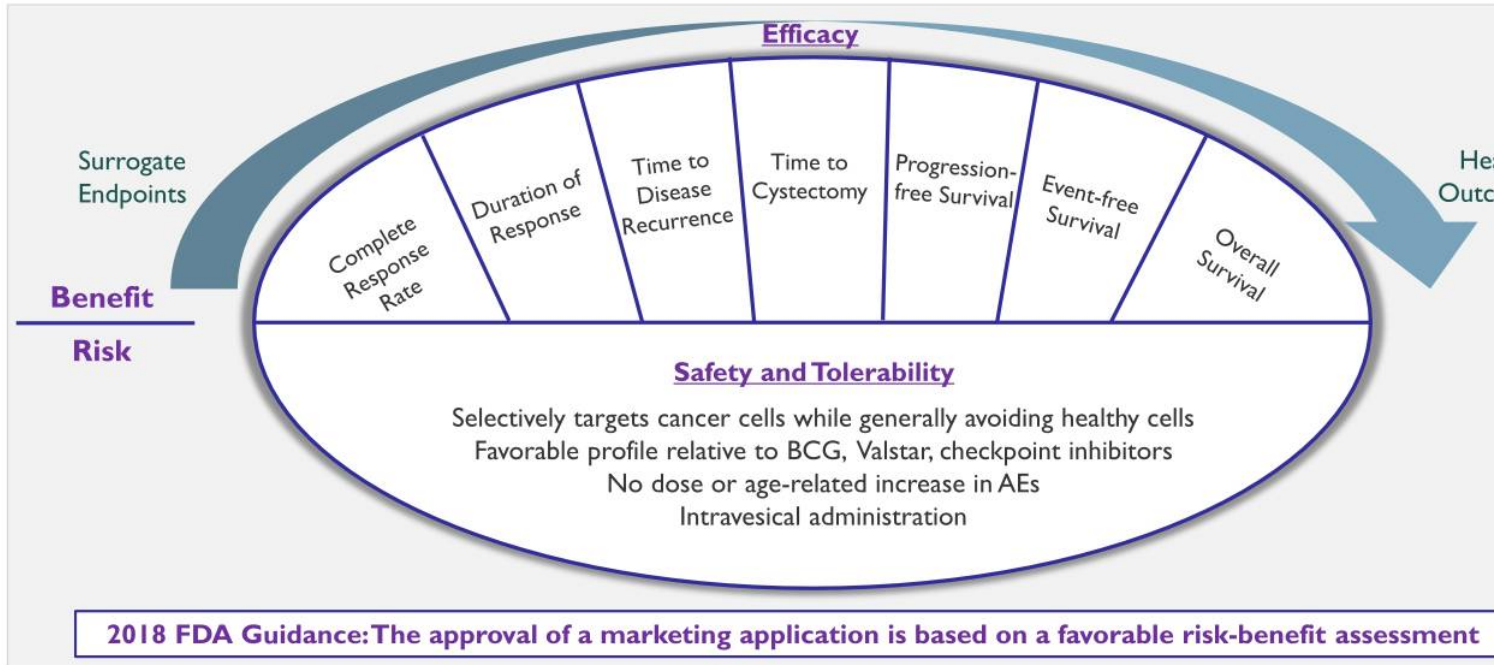 Efficacy
Surrogate
Endpoints
Complete
Response
Rate
Duration of
Response
Time to
Disease
Recurrence
Time to
Cystectomy
Progression-
free Survival
Event-free
Survival
Overall
Survival
Benefit
Risk
Safety and Tolerability
Selectively targets cancer cells while generally avoiding healthy cells
Favorable profile relative to BCG, Valstar, checkpoint inhibitors
No dose or age-related increase in AEs
Intravesical administration
2018 FDA Guidance: The approval of a marketing application is based on a favorable risk-benefit assessment